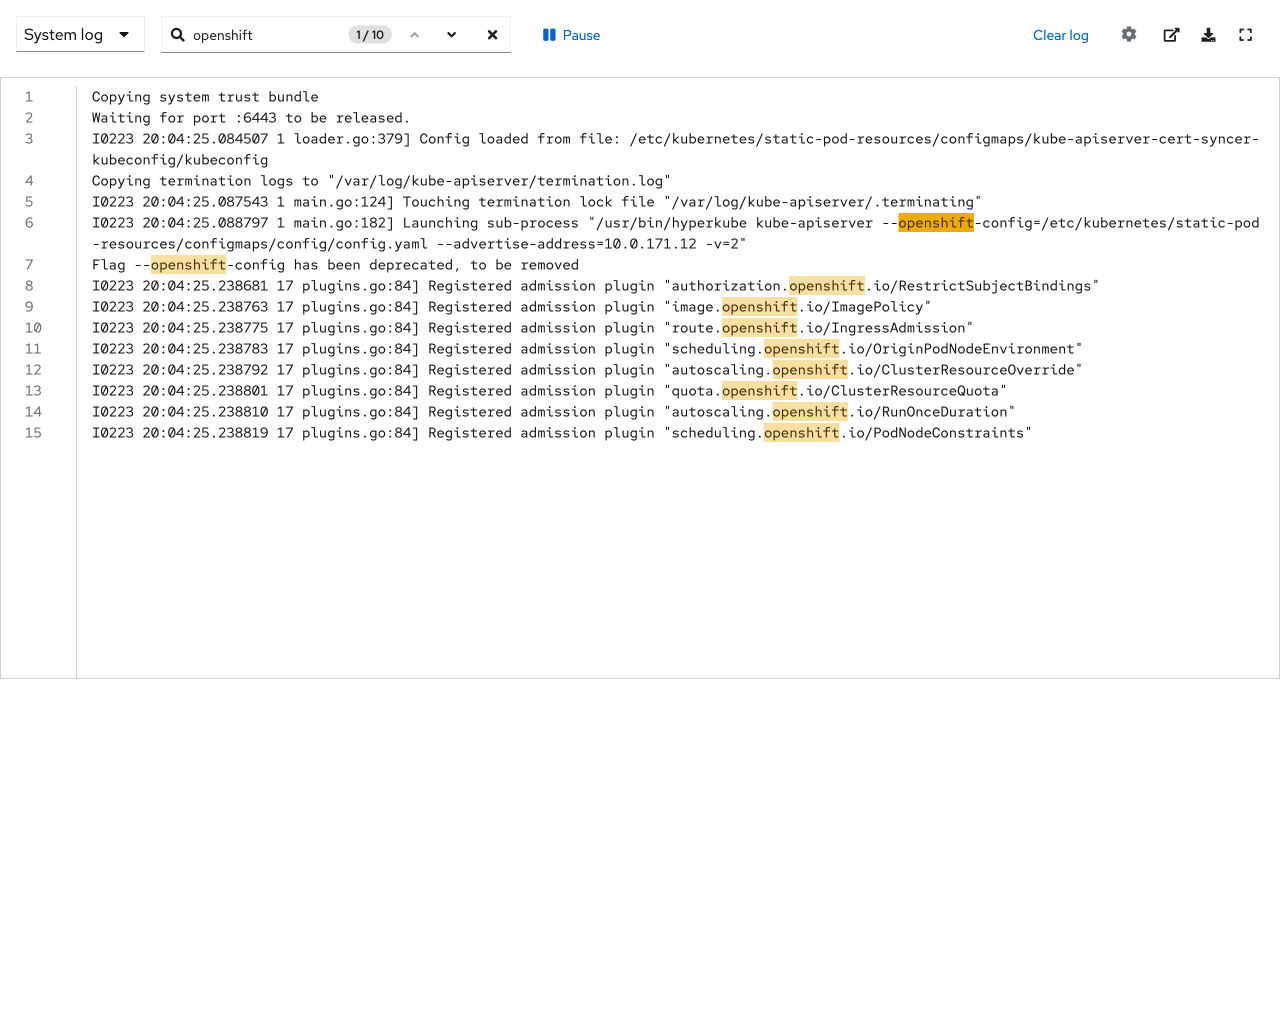 System log openshift 1 / 10 Pause Clear log
1 Copying system trust bundle
2 Waiting for port :6443 to be released.
3 I0223 20:04:25.084507 1 loader.go:379] Config loaded from file: /etc/kubernetes/static-pod-resources/configmaps/kube-apiserver-cert-syncer-
kubeconfig/kubeconfig
4 Copying termination logs to "/var/log/kube-apiserver/termination.log"
5 I0223 20:04:25.087543 1 main.go:124] Touching termination lock file "/var/log/kube-apiserver/.terminating"
6 I0223 20:04:25.088797 1 main.go:182] Launching sub-process "/usr/bin/hyperkube kube-apiserver --openshift-config=/etc/kubernetes/static-pod
-resources/configmaps/config/config.yaml --advertise-address=10.0.171.12 -v=2"
7 Flag --openshift-config has been deprecated, to be removed
8 I0223 20:04:25.238681 17 plugins.go:84] Registered admission plugin "authorization.openshift.io/RestrictSubjectBindings"
9 I0223 20:04:25.238763 17 plugins.go:84] Registered admission plugin "image.openshift.io/ImagePolicy"
10 I0223 20:04:25.238775 17 plugins.go:84] Registered admission plugin "route.openshift.io/IngressAdmission"
11 I0223 20:04:25.238783 17 plugins.go:84] Registered admission plugin "scheduling.openshift.io/OriginPodNodeEnvironment"
12 I0223 20:04:25.238792 17 plugins.go:84] Registered admission plugin "autoscaling.openshift.io/ClusterResourceOverride"
13 I0223 20:04:25.238801 17 plugins.go:84] Registered admission plugin "quota.openshift.io/ClusterResourceQuota"
14 I0223 20:04:25.238810 17 plugins.go:84] Registered admission plugin "autoscaling.openshift.io/RunOnceDuration"
15 I0223 20:04:25.238819 17 plugins.go:84] Registered admission plugin "scheduling.openshift.io/PodNodeConstraints"